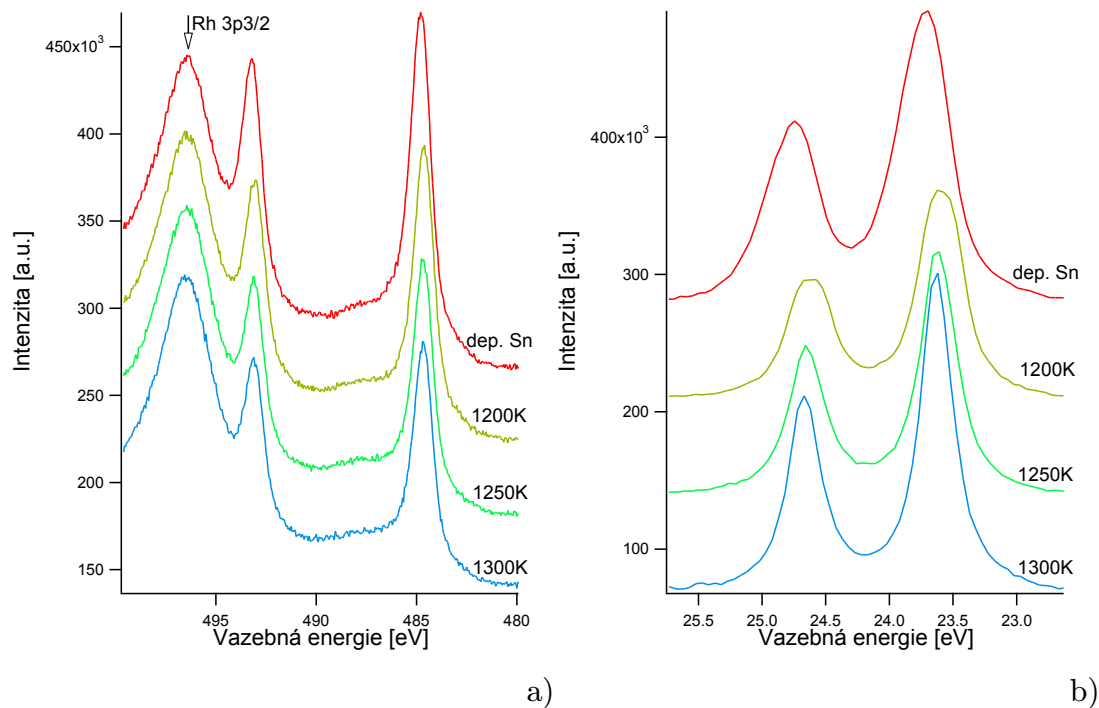 Rh 3p3/2
450x10³
400
350
300
250
200
150
Intenzita [a.u.]
dep. Sn
1200K
1250K
1300K
495
490
485
480
Vazebná energie [eV]
a)
400x10³
300
200
100
Intenzita [a.u.]
dep. Sn
1200K
1250K
1300K
25.5
25.0
24.5
24.0
23.5
23.0
Vazebná energie [eV]
b)